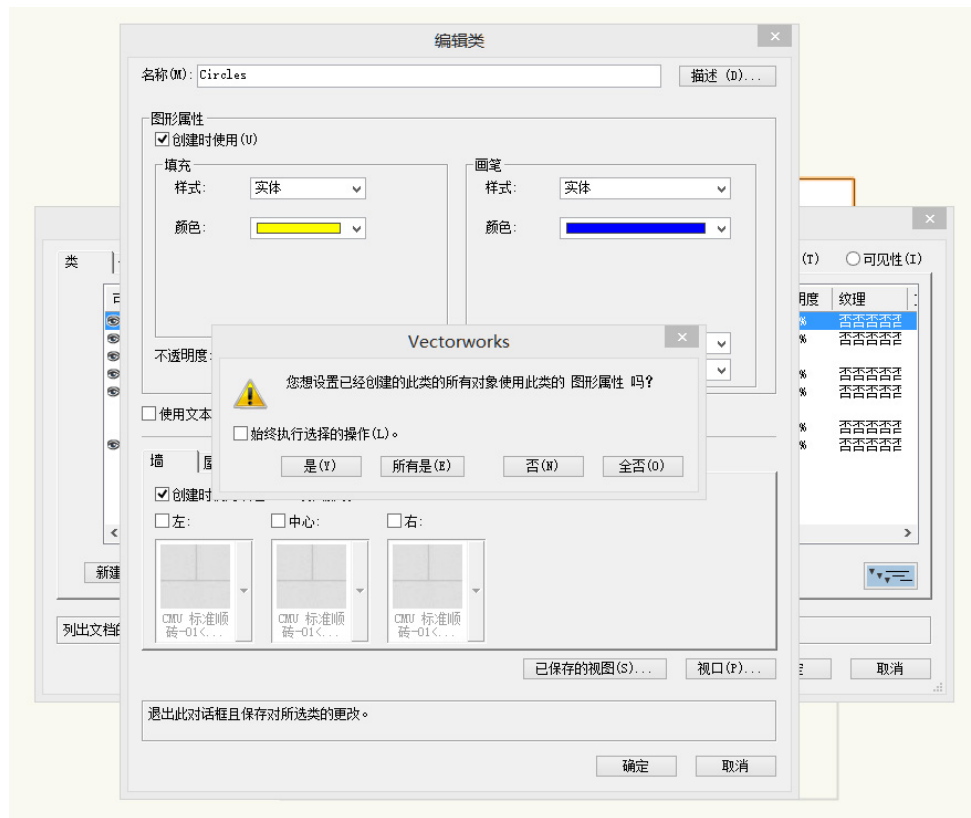 编辑类
名称(M): Circles
描述 (D)...
图形属性
创建时使用(U)
填充
画笔
样式: 实体
样式: 实体
颜色:
颜色:
(T) 可见性(I)
类
明度 纹理
% 否否否否否
% 否否否否否
% 否否否否否
% 否否否否否
% 否否否否否
% 否否否否否
Vectorworks
不透明度:
您想设置已经创建的此类的所有对象使用此类的 图形属性 吗?
使用文本
始终执行选择的操作(L)。
是(Y) 所有是(E) 否(N) 全否(O)
墙
创建时
左: 中心: 右:
CMU 标准顺 CMU 标准顺 CMU 标准顺
砖-01<... 砖-01<... 砖-01<...
新建
列出文档
已保存的视图(S)... 视口(P)...
取消
退出此对话框且保存对所选类的更改。
确定 取消